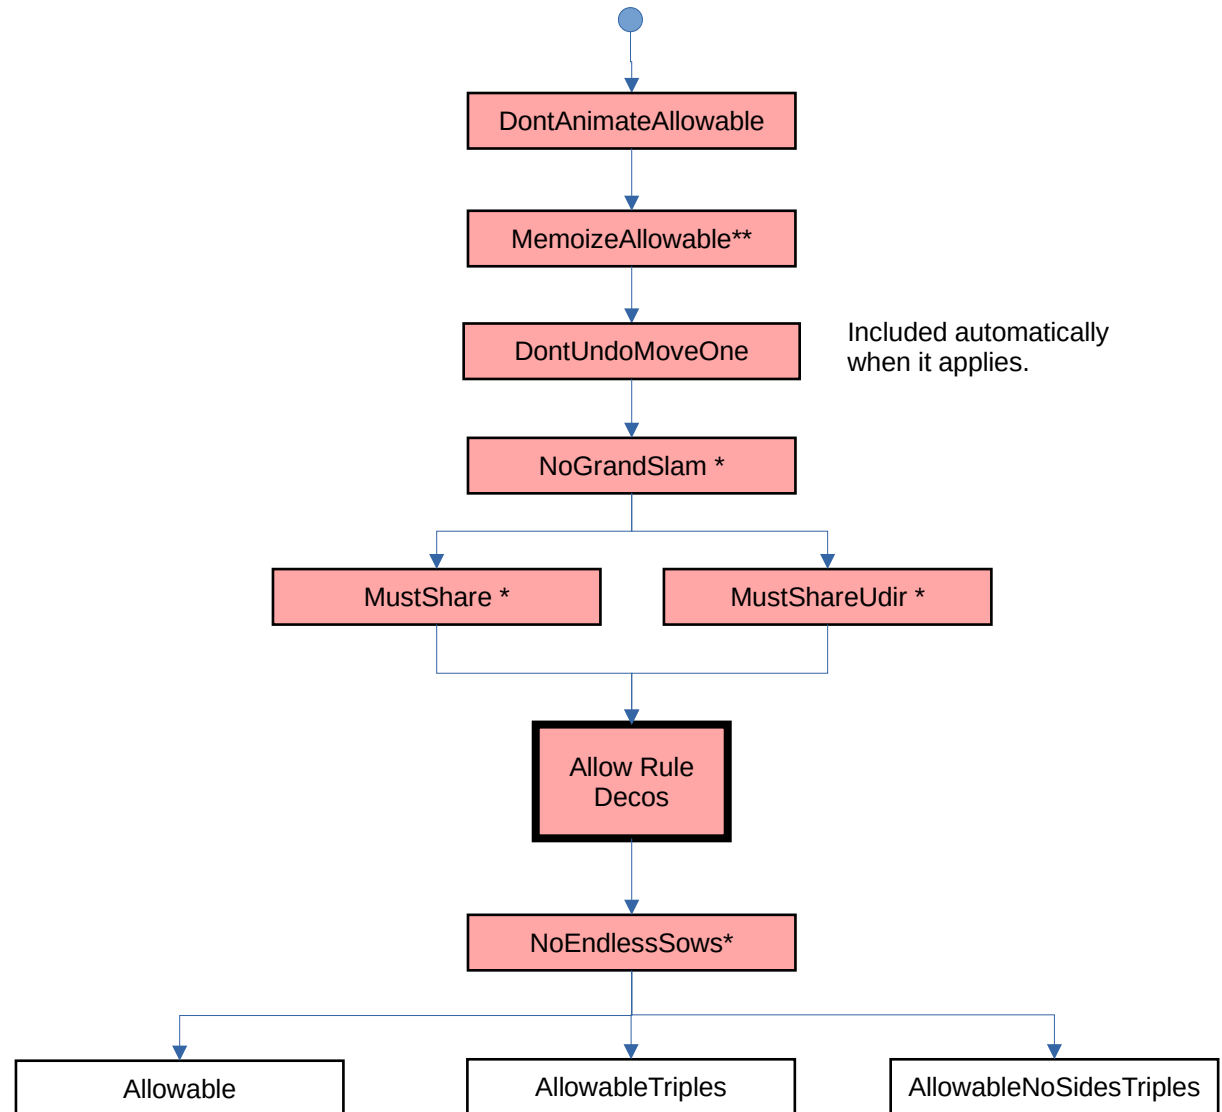 DontAnimateAllowable
MemoizeAllowable**
DontUndoMoveOne
Included automatically
when it applies.
NoGrandSlam *
MustShare *
MustShareUdir *
Allow Rule
Decos
NoEndlessSows*
Allowable
AllowableTriples
AllowableNoSidesTriples